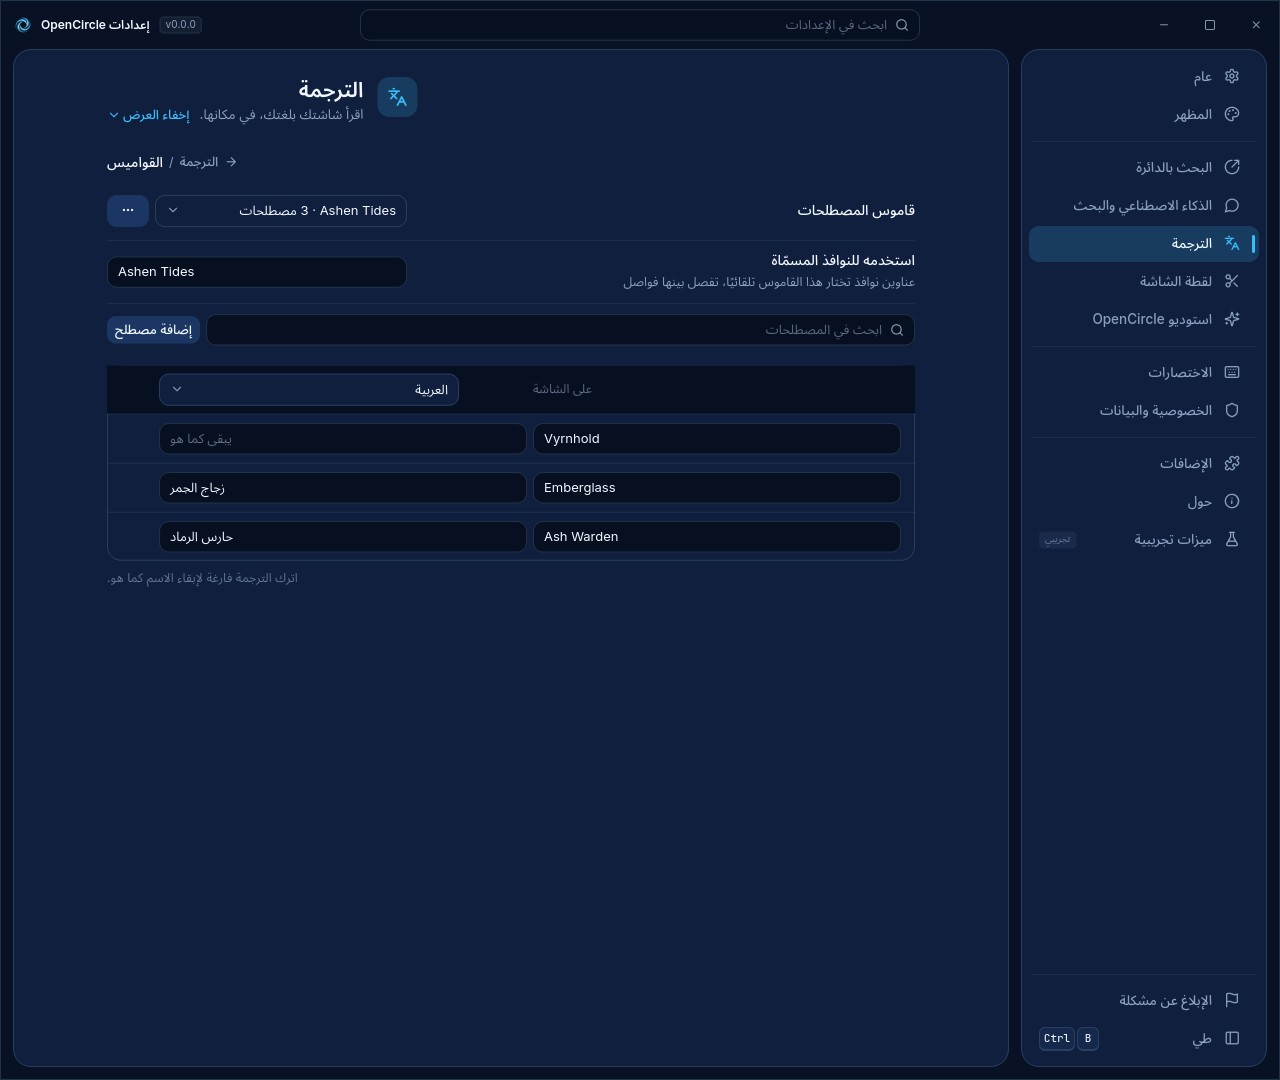 إعدادات OpenCircle
v0.0.0
ابحث في الإعدادات
عام
المظهر
البحث بالدائرة
الذكاء الاصطناعي والبحث
الترجمة
لقطة الشاشة
استوديو OpenCircle
الاختصارات
الخصوصية والبيانات
الإضافات
حول
ميزات تجريبية
تجريبي
الإبلاغ عن مشكلة
طي
Ctrl B
الترجمة
اقرأ شاشتك بلغتك، في مكانها. إخفاء العرض
الترجمة / القواميس
قاموس المصطلحات
Ashen Tides · 3 مصطلحات
استخدمه للنوافذ المسمّاة
عناوين نوافذ تختار هذا القاموس تلقائيًا، تفصل بينها فواصل
Ashen Tides
ابحث في المصطلحات
إضافة مصطلح
على الشاشة
العربية
Vyrnhold
يبقى كما هو
Emberglass
زجاج الجمر
Ash Warden
حارس الرماد
اترك الترجمة فارغة لإبقاء الاسم كما هو.